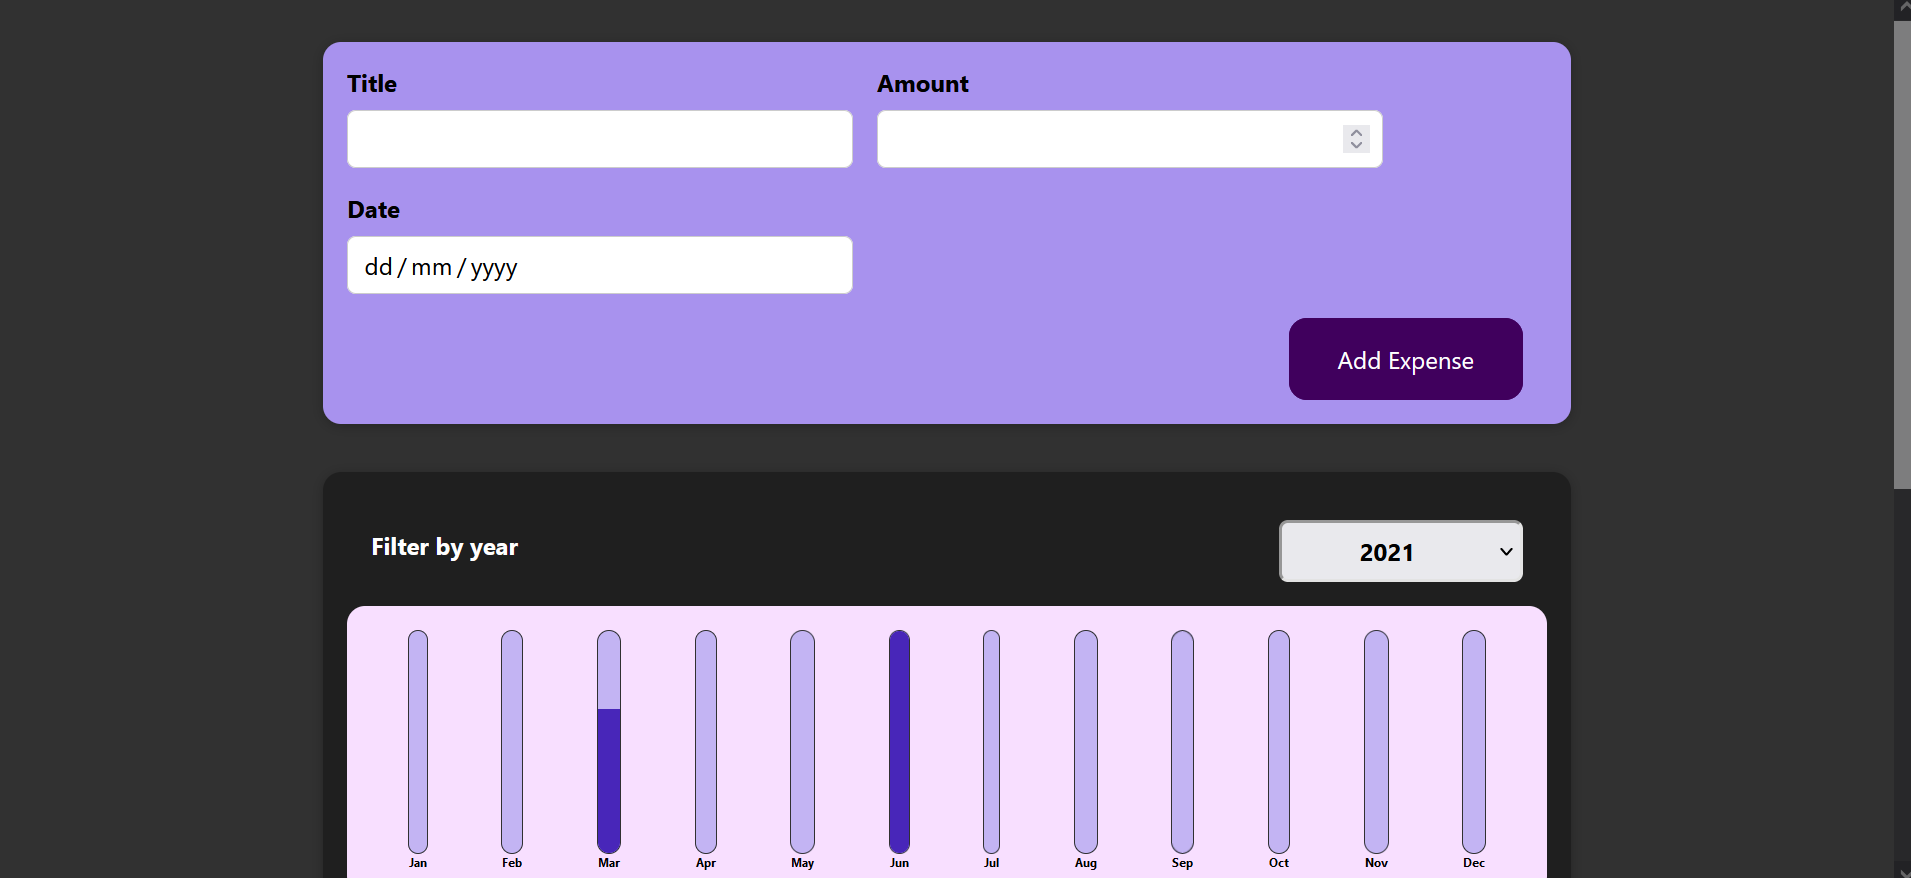 Title Amount
Date
dd/mm/yyyy
Add Expense
Filter by year 2021
Jan Feb Mar Apr May Jun Jul Aug Sep Oct Nov Dec